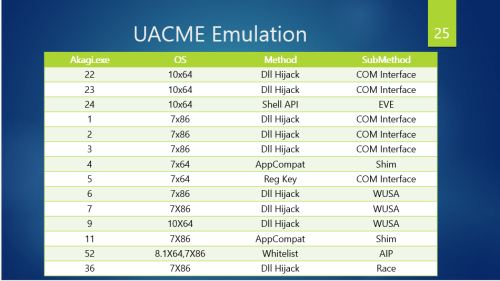 UACME Emulation
25
Akagi.exe OS Method SubMethod
22 10x64 Dll Hijack COM Interface
23 10x64 Dll Hijack COM Interface
24 10x64 Shell API EVE
1 7x86 Dll Hijack COM Interface
2 7x86 Dll Hijack COM Interface
3 7x86 Dll Hijack COM Interface
4 7x64 AppCompat Shim
5 7x64 Reg Key COM Interface
6 7x86 Dll Hijack WUSA
7 7X86 Dll Hijack WUSA
9 10X64 Dll Hijack WUSA
11 7X86 AppCompat Shim
52 8.1X64,7X86 Whitelist AIP
36 7X86 Dll Hijack Race